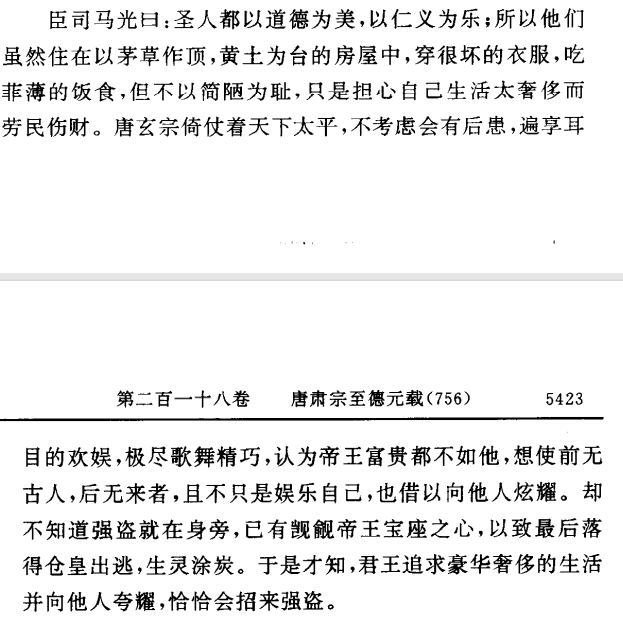 臣司马光曰:圣人都以道德为美,以仁义为乐;所以他们
虽然住在以茅草作顶,黄土为台的房屋中,穿很坏的衣服,吃
菲薄的饭食,但不以简陋为耻,只是担心自己生活太奢侈而
劳民伤财。唐玄宗倚仗着天下太平,不考虑会有后患,遍享耳
第二百一十八卷 唐肃宗至德元载(756) 5423
目的欢娱,极尽歌舞精巧,认为帝王富贵都不如他,想使前无
古人,后无来者,且不只是娱乐自己,也借以向他人炫耀。却
不知道强盗就在身旁,已有觊觎帝王宝座之心,以致最后落
得仓皇出逃,生灵涂炭。于是才知,君王追求豪华奢侈的生活
并向他人夸耀,恰恰会招来强盗。